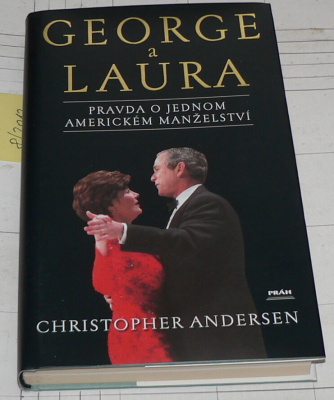 GEORGE
a
LAURA
PRAVDA O JEDNOM
AMERICKÉM MANŽELSTVÍ
PRÁH
CHRISTOPHER ANDERSEN